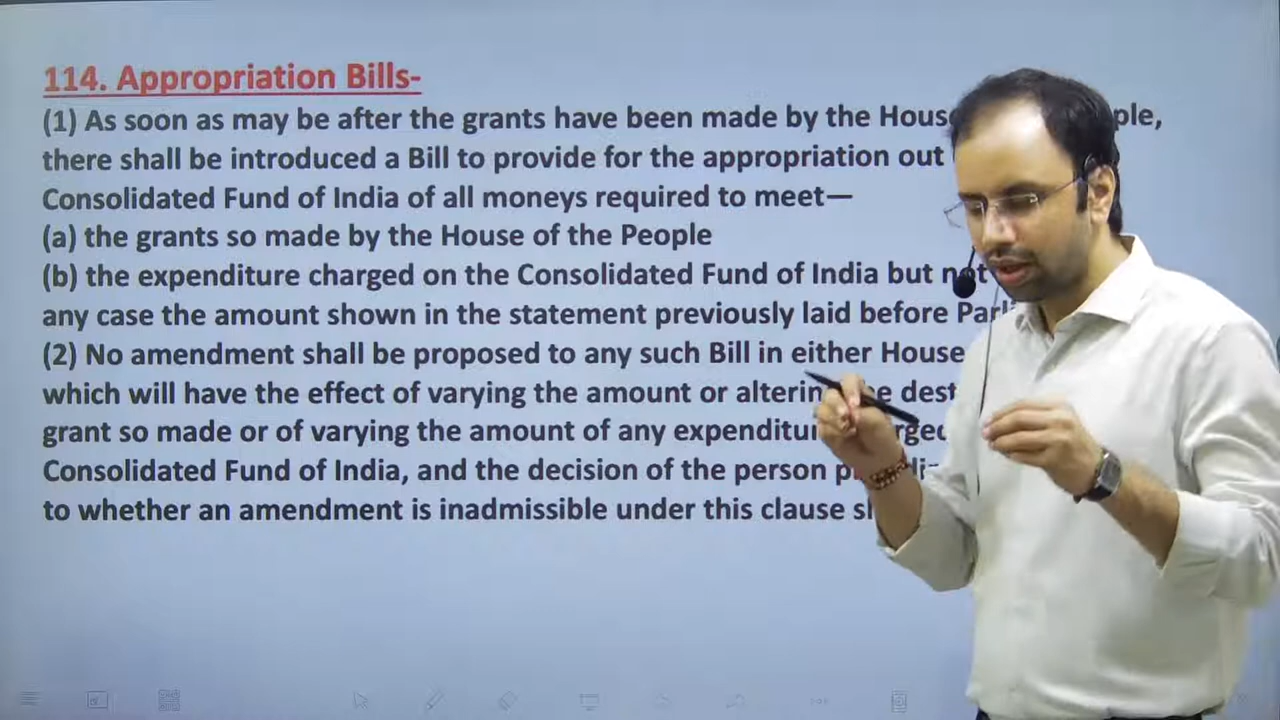 114. Appropriation Bills-
(1) As soon as may be after the grants have been made by the House ple,
there shall be introduced a Bill to provide for the appropriation out
Consolidated Fund of India of all moneys required to meet—
(a) the grants so made by the House of the People
(b) the expenditure charged on the Consolidated Fund of India but not
any case the amount shown in the statement previously laid before Parli
(2) No amendment shall be proposed to any such Bill in either House
which will have the effect of varying the amount or altering dest
grant so made or of varying the amount of any expenditu rged
Consolidated Fund of India, and the decision of the person p
to whether an amendment is inadmissible under this clause s